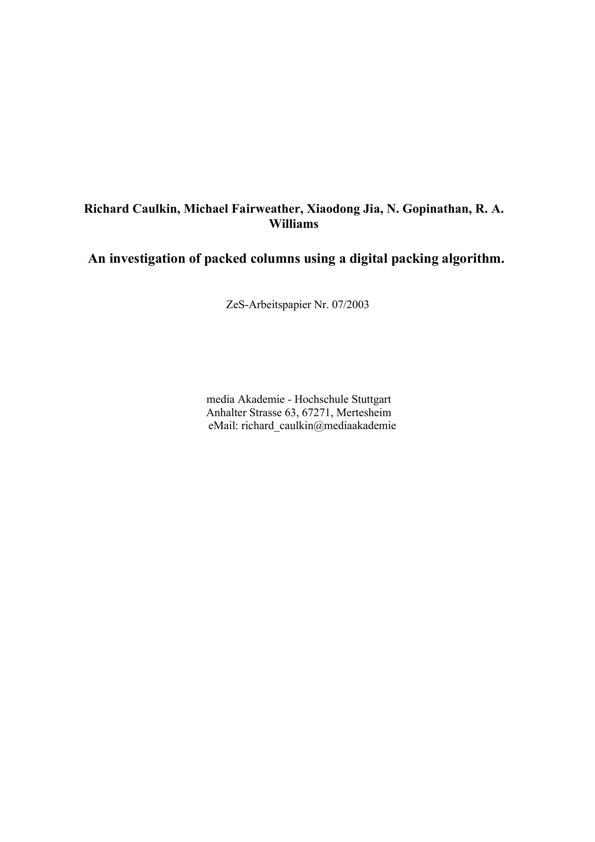 Richard Caulkin, Michael Fairweather, Xiaodong Jia, N. Gopinathan, R. A.
Williams
An investigation of packed columns using a digital packing algorithm.
ZeS-Arbeitspapier Nr. 07/2003
media Akademie - Hochschule Stuttgart
Anhalter Strasse 63, 67271, Mertesheim
eMail: richard_caulkin@mediaakademie